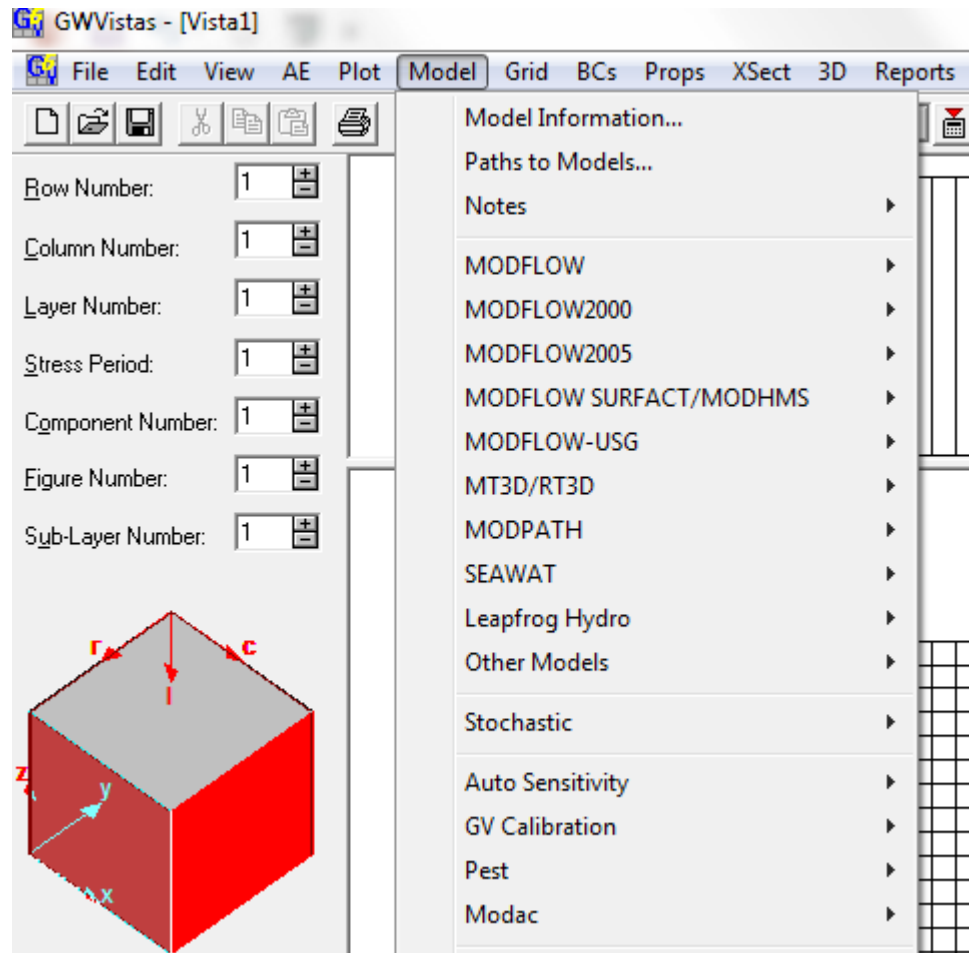 GWVistas - [Vista1]
File Edit View AE Plot Model Grid BCs Props XSect 3D Reports
Model Information...
Paths to Models...
Notes
MODFLOW
MODFLOW2000
MODFLOW2005
MODFLOW SURFACT/MODHMS
MODFLOW-USG
MT3D/RT3D
MODPATH
SEAWAT
Leapfrog Hydro
Other Models
Stochastic
Auto Sensitivity
GV Calibration
Pest
Modac
Row Number: 1
Column Number: 1
Layer Number: 1
Stress Period: 1
Component Number: 1
Figure Number: 1
Sub-Layer Number: 1
r c
l
z
y
x